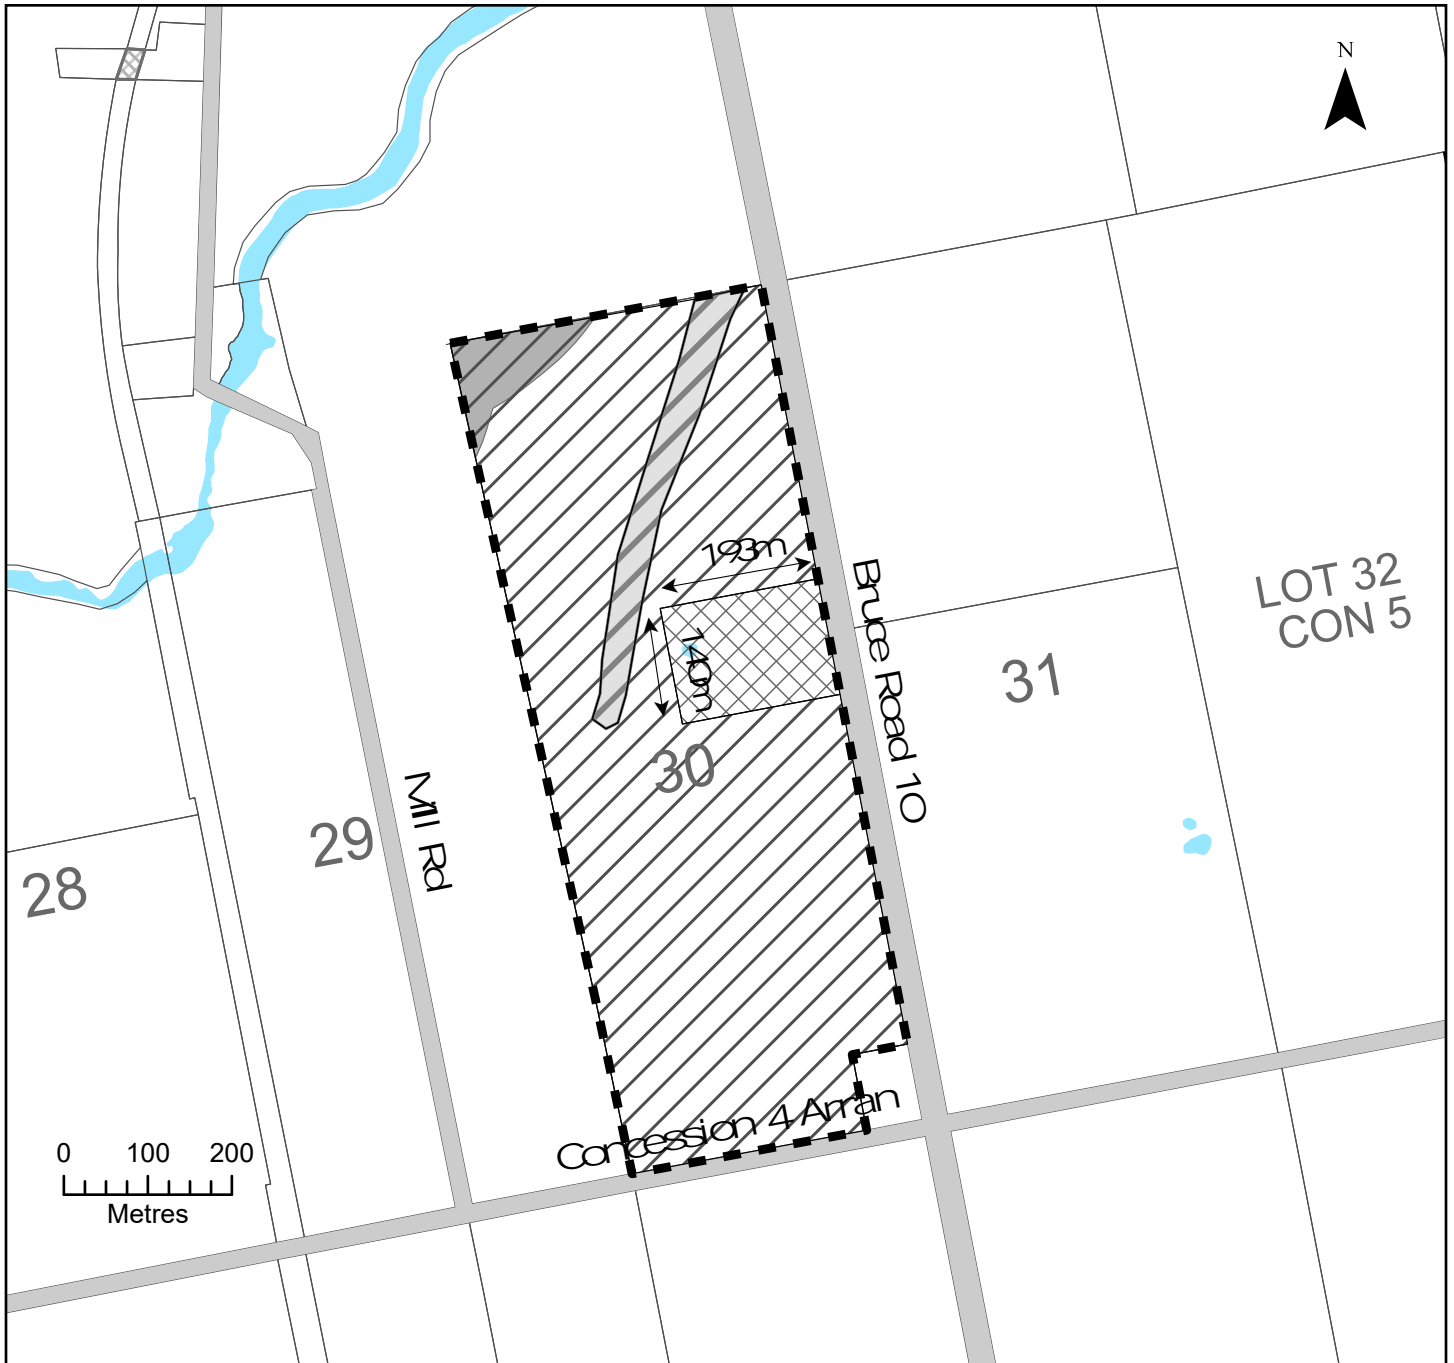 N
193m
140m
Bruce Road 10
LOT 32
CON 5
31
30
Mill Rd
29
28
Concession 4 Arran
0 100 200
Metres